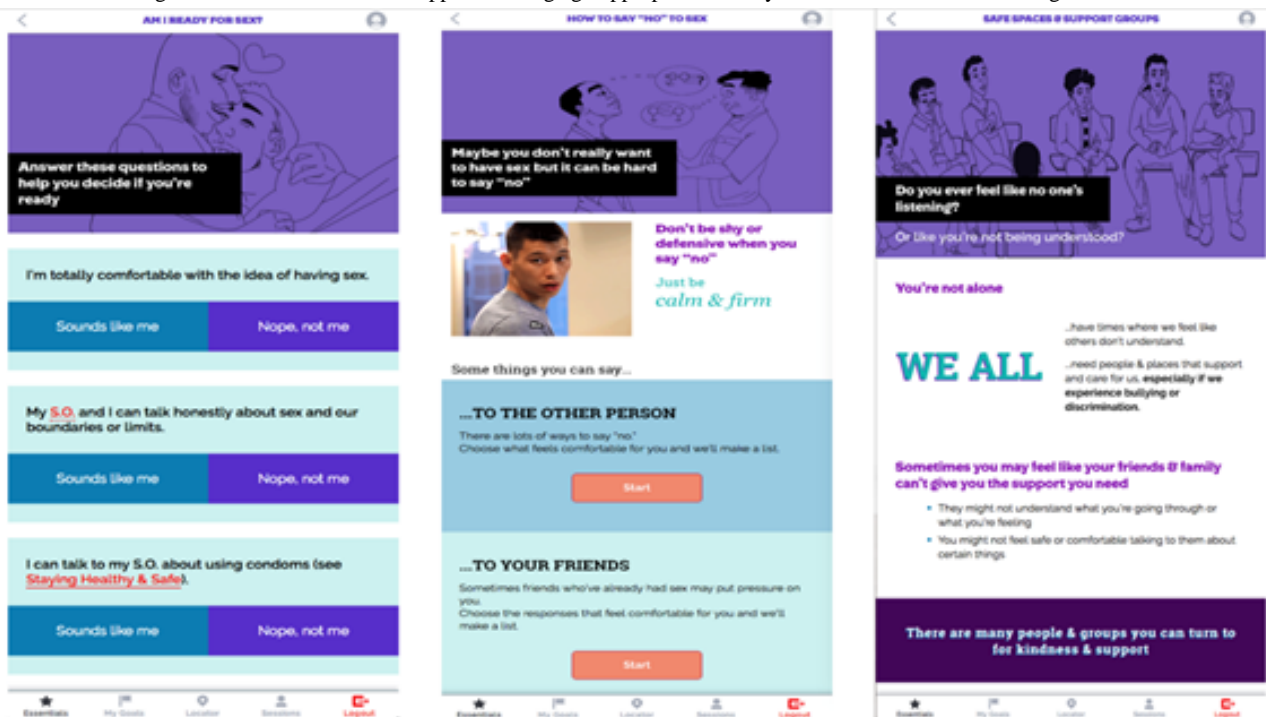 AM I READY FOR SEX?
Answer these questions to
help you decide if you're
ready
I'm totally comfortable with the idea of having sex.
Sounds like me
Nope, not me
My S.O. and I can talk honestly about sex and our
boundaries or limits.
Sounds like me
Nope, not me
I can talk to my S.O. about using condoms (see
Staying Healthy & Safe).
Sounds like me
Nope, not me
Essentials
My Goals
Locator
Sessions
Logout
HOW TO SAY "NO" TO SEX
Maybe you don't really want
to have sex but it can be hard
to say "no"
Don't be shy or
defensive when you
say "no"
Just be
calm & firm
Some things you can say...
...TO THE OTHER PERSON
There are lots of ways to say "no."
Choose what feels comfortable for you and we'll make a list.
Start
...TO YOUR FRIENDS
Sometimes friends who've already had sex may put pressure on
you.
Choose the responses that feel comfortable for you and we'll
make a list.
Start
Essentials
My Goals
Locator
Sessions
Logout
SAFE SPACES & SUPPORT GROUPS
Do you ever feel like no one's
listening?
Or like you're not being understood?
You're not alone
WE ALL
...have times where we feel like
others don't understand.
...need people & places that support
and care for us, especially if we
experience bullying or
discrimination.
Sometimes you may feel like your friends & family
can't give you the support you need
• They might not understand what you're going through or
what you're feeling
• You might not feel safe or comfortable talking to them about
certain things
There are many people & groups you can turn to
for kindness & support
Essentials
My Goals
Locator
Sessions
Logout